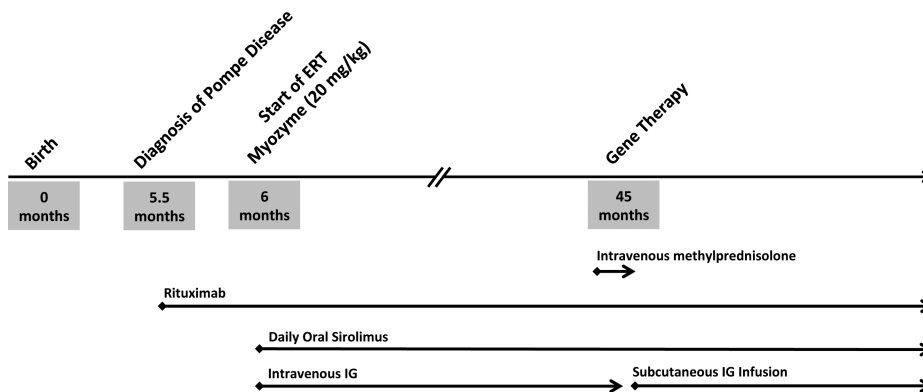 Birth
Diagnosis of Pompe Disease
Start of ERT
Myozyme (20 mg/kg)
Gene Therapy
0
months
5.5
months
6
months
45
months
Intravenous methylprednisolone
Rituximab
Daily Oral Sirolimus
Intravenous IG
Subcutaneous IG Infusion